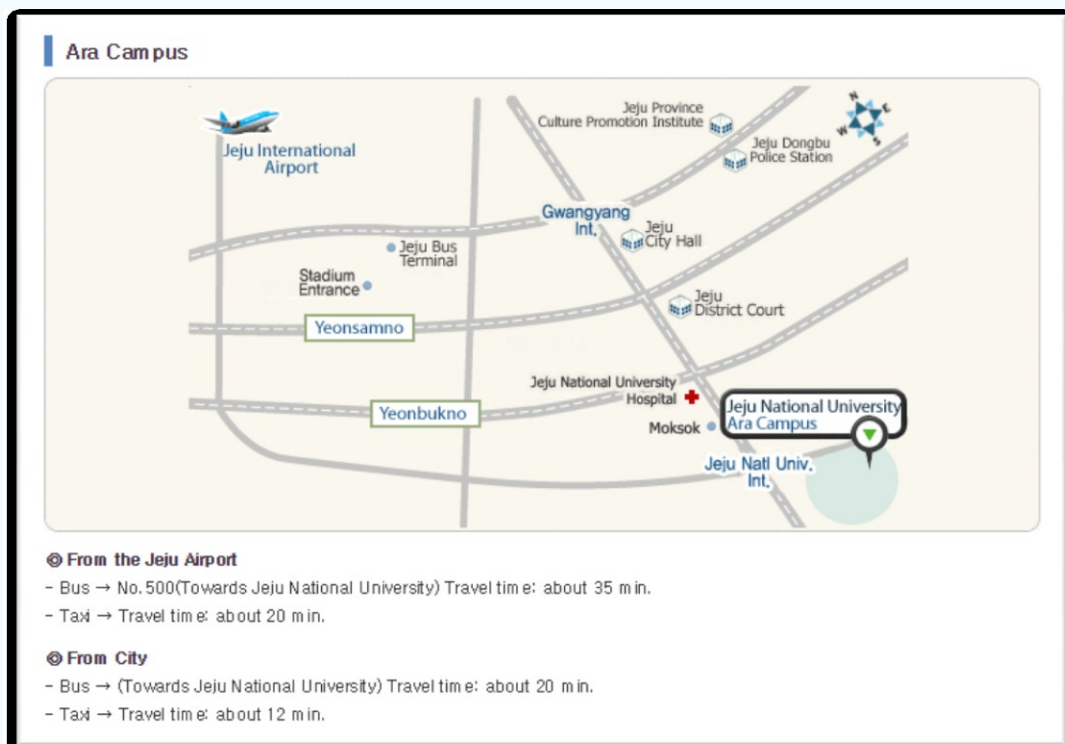 Ara Campus
Jeju International
Airport
Jeju Province
Culture Promotion Institute
N
E
W
S
Jeju Dongbu
Police Station
Gwangyang
Int.
Jeju
City Hall
Jeju Bus
Terminal
Stadium
Entrance
Jeju
District Court
Yeonsamno
Jeju National University
Hospital
Yeonbukno
Jeju National University
Ara Campus
Moksok
Jeju Natl Univ.
Int.
From the Jeju Airport
- Bus → No.500(Towards Jeju National University) Travel time: about 35 min.
- Taxi → Travel time: about 20 min.
From City
- Bus → (Towards Jeju National University) Travel time: about 20 min.
- Taxi → Travel time: about 12 min.